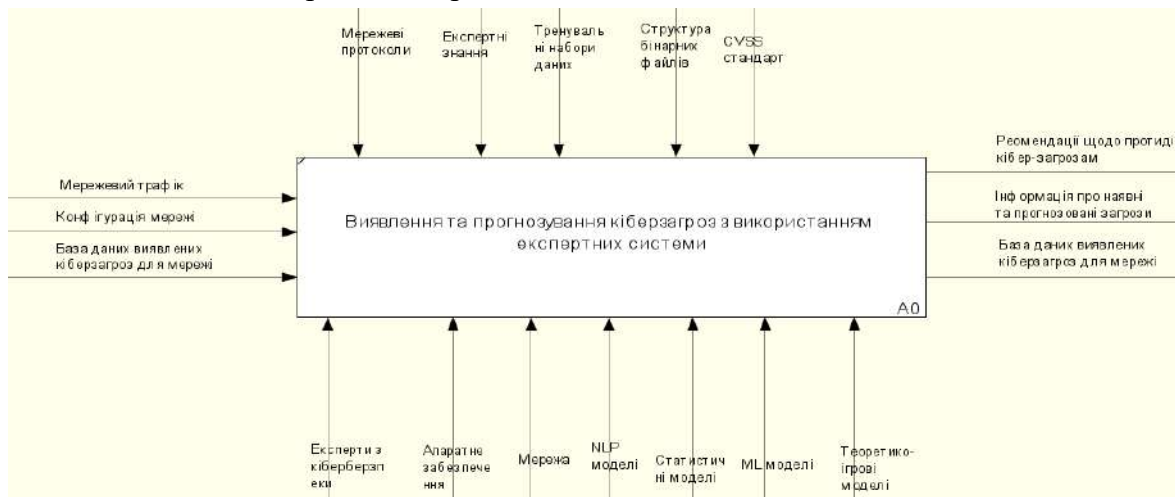 Мережеві
протоколи
Експертні
знання
Тренуваль
ні набори
даних
Структура
бінарних
файлів
CVSS
стандарт
Мережевий трафік
Конфігурація мережі
База даних виявлених
кіберзагроз для мережі
Виявлення та прогнозування кіберзагроз з використанням
експертних системи
A0
Реомендації щодо протиді
кібер-загрозам
Інформація про наявні
та прогнозовані загрози
База даних виявлених
кіберзагроз для мережі
Експерти з
кібербезп
еки
Апаратне
забезпече
ння
Мережа
NLP
моделі
Статистич
ні моделі
ML моделі
Теоретико-
ігрові
моделі